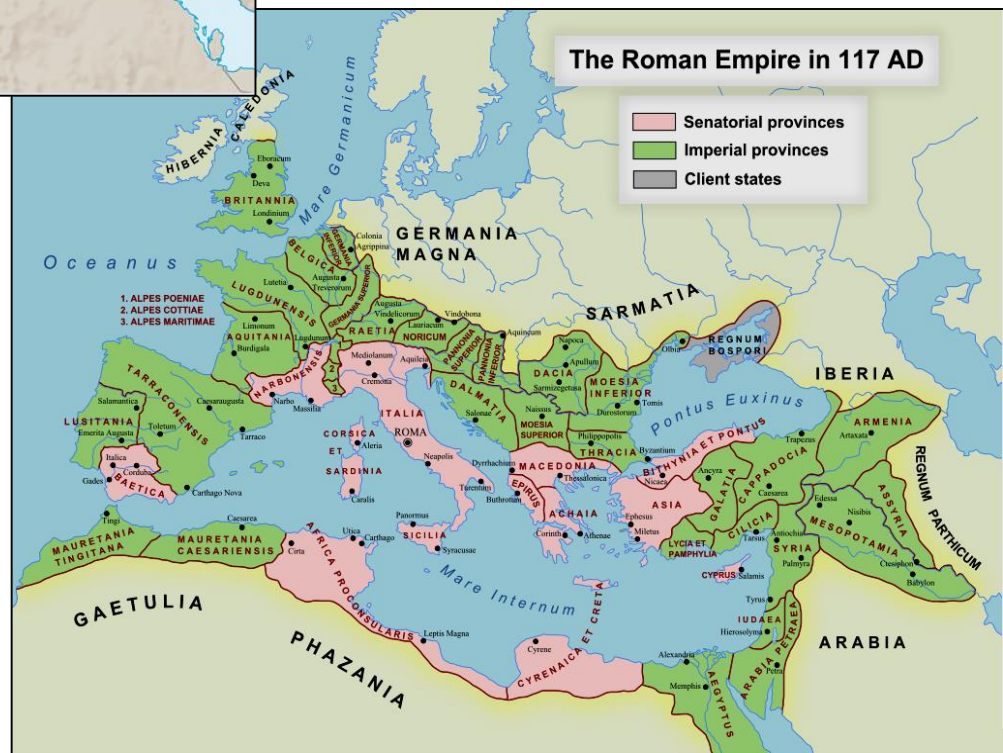 The Roman Empire in 117 AD
Senatorial provinces
Imperial provinces
Client states
HIBERNIA
CALEDONIA
Mare Germanicum
Eboracum
Deva
BRITANNIA
Londinium
Oceanus
GERMANIA
MAGNA
GERMANIA
INFERIOR
Colonia
Agrippina
BELGICA
Augusta
Treverorum
Lutetia
LUGDUNENSIS
GERMANIA SUPERIOR
1. ALPES POENIAE
2. ALPES COTTIAE
3. ALPES MARITIMAE
Limonum
AQUITANIA
Burdigala
Lugdunum
NARBONENSIS
Narbo
Massilia
Augusta
Vindelicorum
RAETIA
Lauriacum
NORICUM
Vindobona
PANNONIA
SUPERIOR
PANNONIA
INFERIOR
Aquincum
SARMATIA
Napoca
Apullum
DACIA
Sarmizegetusa
MOESIA
INFERIOR
Tomis
Durostorum
Olbia
REGNUM
BOSPORI
IBERIA
Pontus Euxinus
2
3
Mediolanum
Aquileia
Cremona
ITALIA
ROMA
Neapolis
Tarentum
DALMATIA
Salonae
Naissus
MOESIA
SUPERIOR
Philippopolis
THRACIA
Byzantium
TARRACONENSIS
Salamantica
Caesaraugusta
LUSITANIA
Toletum
Emerita Augusta
Tarraco
Italica
Corduba
Gades
BAETICA
Carthago Nova
CORSICA
ET
SARDINIA
Aleria
Caralis
Dyrrhachium
MACEDONIA
Thessalonica
Buthrotum
EPIRUS
ACHAIA
Corinth
Athenae
BITHYNIA ET PONTUS
Nicaea
Trapezus
ARMENIA
Artaxata
REGNUM PARTHICUM
Ancyra
GALATIA
CAPPADOCIA
Caesarea
ASIA
Ephesus
Miletus
LYCIA ET
PAMPHYLIA
CILICIA
Tarsus
Antiochia
Edessa
Nisibis
ASSYRIA
MESOPOTAMIA
Ctesiphon
Babylon
SYRIA
Palmyra
CYPRUS
Salamis
Tyrus
IUDAEA
Hierosolyma
ARABIA PETRAEA
Petra
ARABIA
Tingi
MAURETANIA
TINGITANA
Caesarea
MAURETANIA
CAESARIENSIS
Cirta
Utica
Carthago
Panormus
SICILIA
Syracusae
AFRICA PROCONSULARIS
Leptis Magna
Mare Internum
Cyrene
CYRENAICA ET CRETA
Alexandria
Memphis
AEGYPTUS
GAETULIA
PHAZANIA